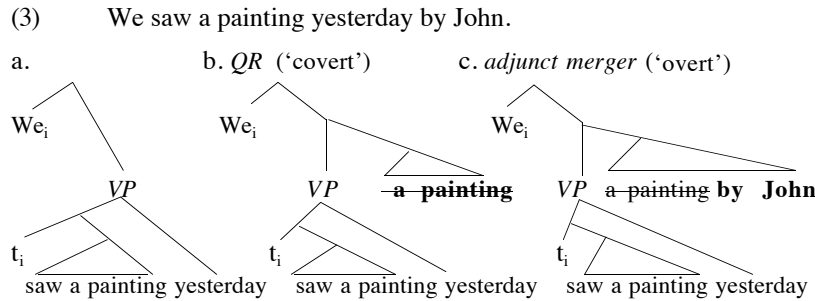 (3) We saw a painting yesterday by John.
a. b. QR (‘covert’) c. adjunct merger (‘overt’)
Weᵢ Weᵢ Weᵢ
VP VP a painting VP a painting by John
tᵢ tᵢ tᵢ
saw a painting yesterday saw a painting yesterday saw a painting yesterday